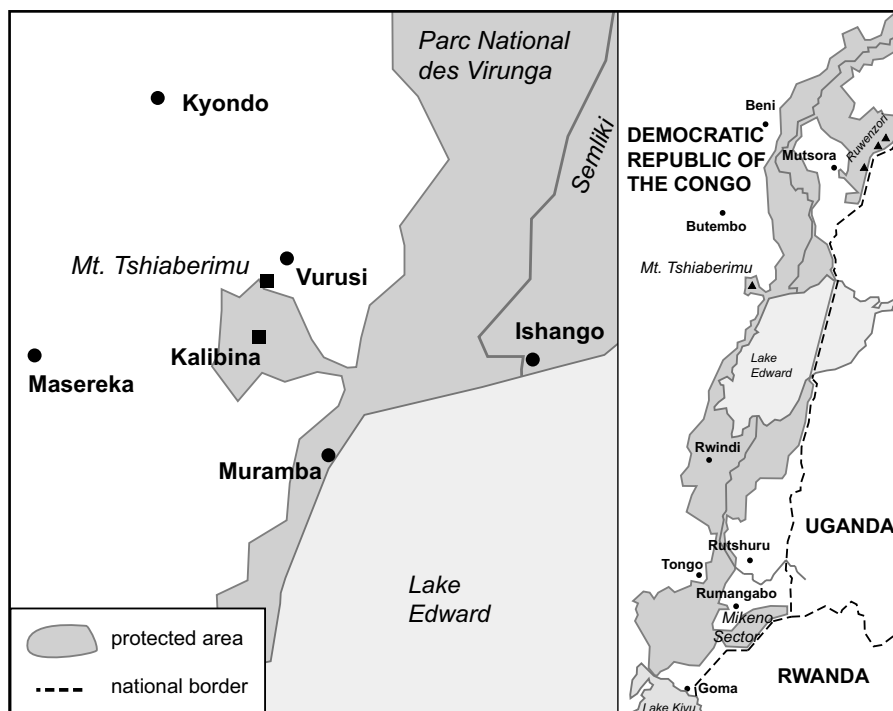 Parc National
des Virunga
Kyondo
Semliki
Mt. Tshiaberimu
Vurusi
Kalibina
Ishango
Masereka
Muramba
Lake
Edward
protected area
national border
Beni
DEMOCRATIC
REPUBLIC OF
THE CONGO
Mutsora
Ruwenzori
Butembo
Mt. Tshiaberimu
Lake
Edward
Rwindi
UGANDA
Rutshuru
Tongo
Rumangabo
Mikeno
Sector
RWANDA
Goma
Lake Kivu